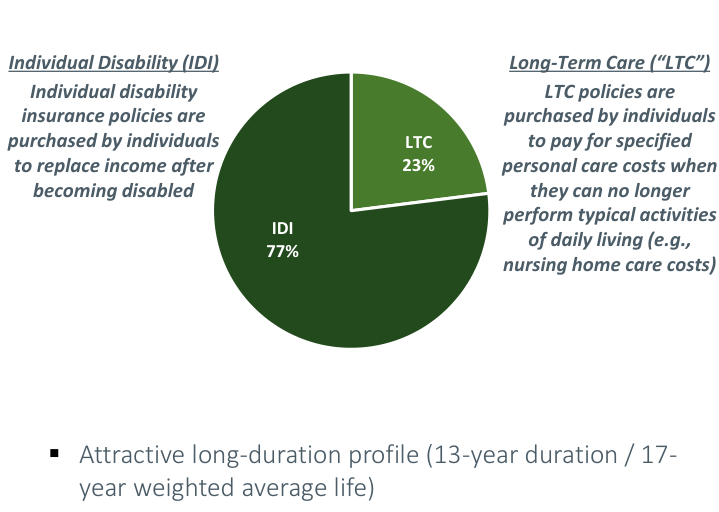 Individual Disability (IDI)
Individual disability
insurance policies are
purchased by individuals
to replace income after
becoming disabled
LTC
23%
IDI
77%
Long-Term Care (“LTC”)
LTC policies are
purchased by individuals
to pay for specified
personal care costs when
they can no longer
perform typical activities
of daily living (e.g.,
nursing home care costs)
▪ Attractive long-duration profile (13-year duration / 17-
year weighted average life)